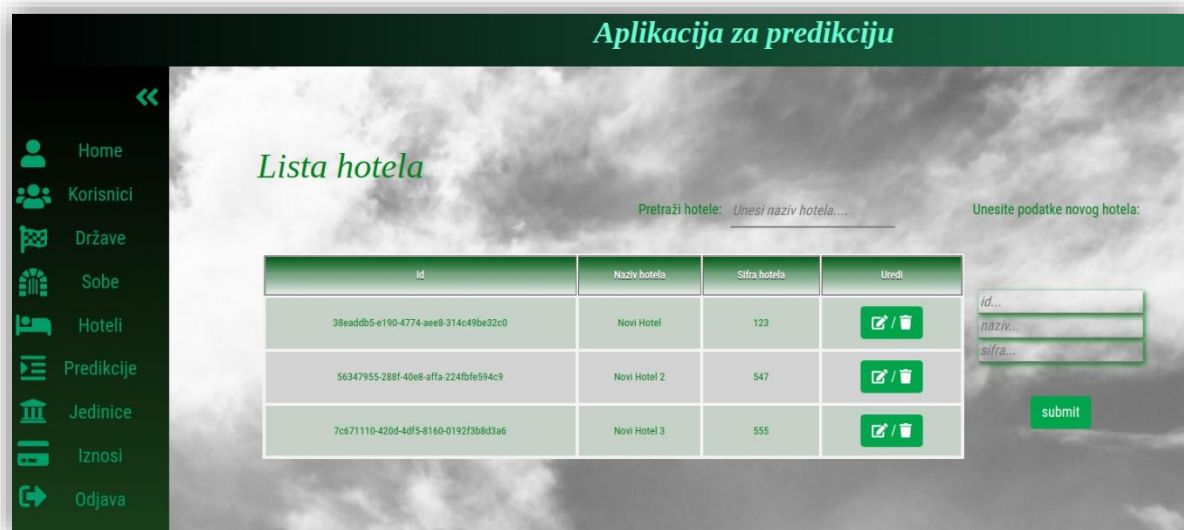 Aplikacija za predikciju
Home
Korisnici
Države
Sobe
Hoteli
Predikcije
Jedinice
Iznosi
Odjava
Lista hotela
Pretraži hotele: Unesi naziv hotela....
Unesite podatke novog hotela:
Id Naziv hotela Sifra hotela Uredi
38eaddb5-e190-4774-aee8-314c49be32c0 Novi Hotel 123 /
56347955-288f-40e8-affa-224fbfe594c9 Novi Hotel 2 547 /
7c671110-420d-4df5-8160-0192f3b8d3a6 Novi Hotel 3 555 /
id...
naziv...
sifra...
submit